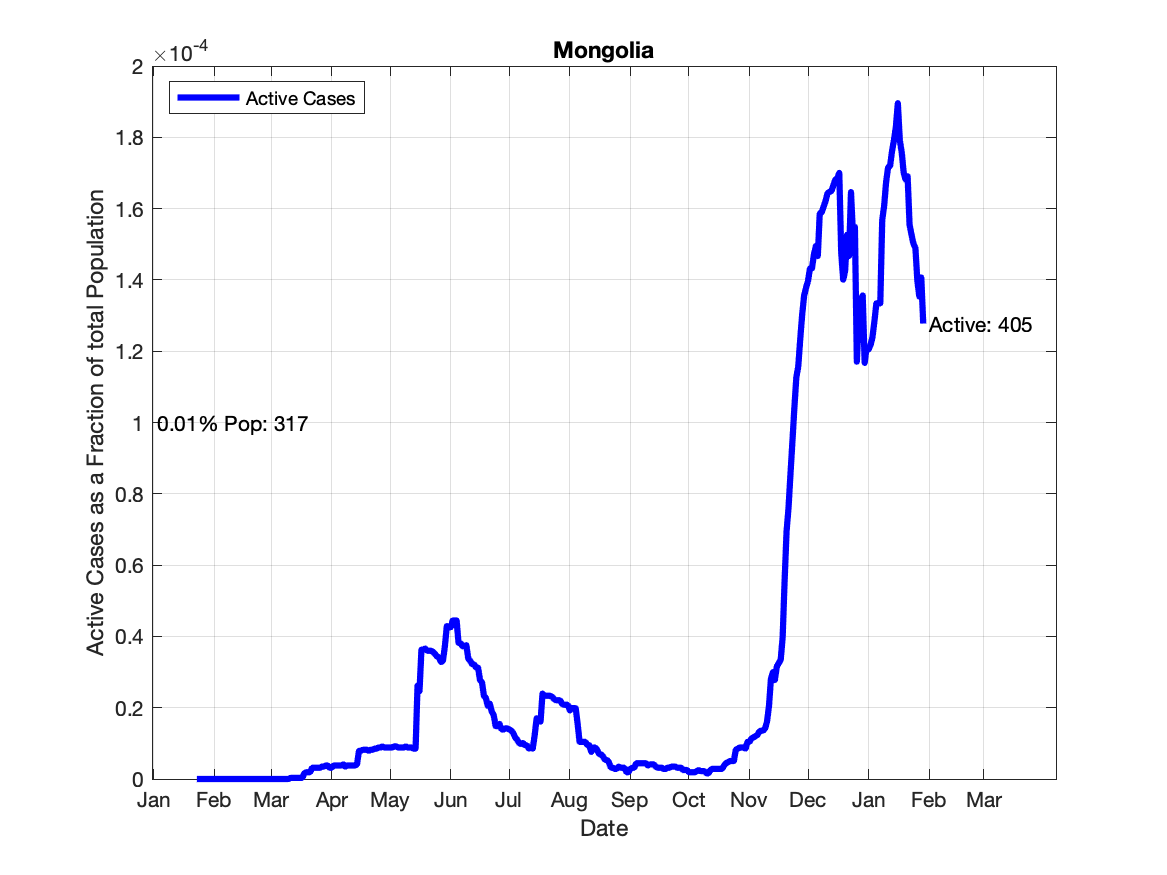 Mongolia
×10-4
Active Cases
2
1.8
1.6
1.4
1.2
1
0.8
0.6
0.4
0.2
0
0.01% Pop: 317
Active: 405
Active Cases as a Fraction of total Population
Jan Feb Mar Apr May Jun Jul Aug Sep Oct Nov Dec Jan Feb Mar
Date